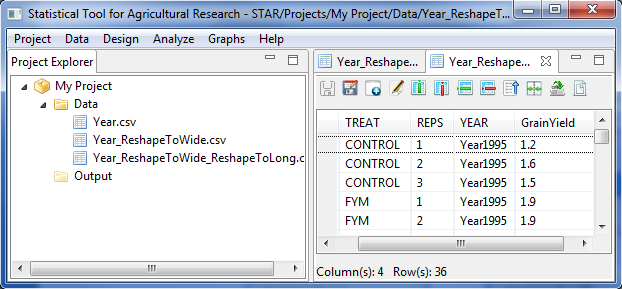 Statistical Tool for Agricultural Research - STAR/Projects/My Project/Data/Year_ReshapeT...
Project Data Design Analyze Graphs Help
Project Explorer
My Project
Data
Year.csv
Year_ReshapeToWide.csv
Year_ReshapeToWide_ReshapeToLong.c
Output
Year_Reshape... Year_Reshape...
TREAT REPS YEAR GrainYield
CONTROL 1 Year1995 1.2
CONTROL 2 Year1995 1.6
CONTROL 3 Year1995 1.5
FYM 1 Year1995 1.9
FYM 2 Year1995 1.9
Column(s): 4 Row(s): 36